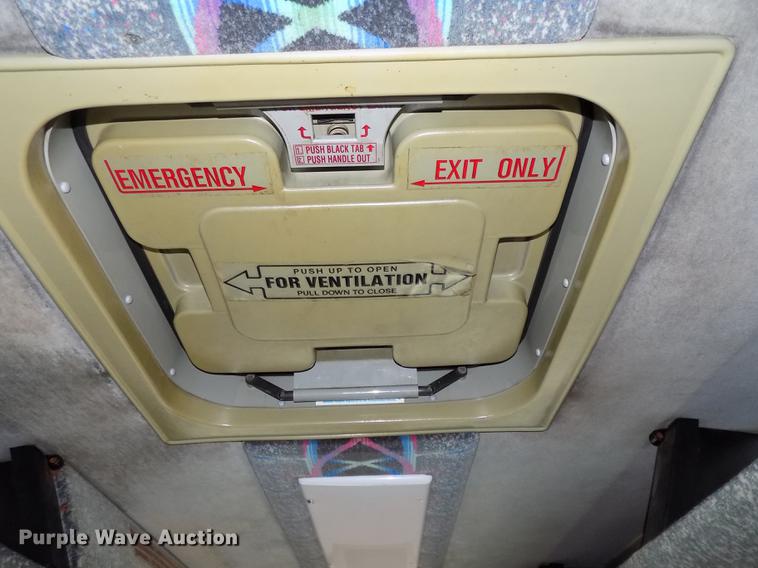 EMERGENCY
1. PUSH BLACK TAB
2. PUSH HANDLE OUT
EXIT ONLY
PUSH UP TO OPEN
FOR VENTILATION
PULL DOWN TO CLOSE
Purple Wave Auction